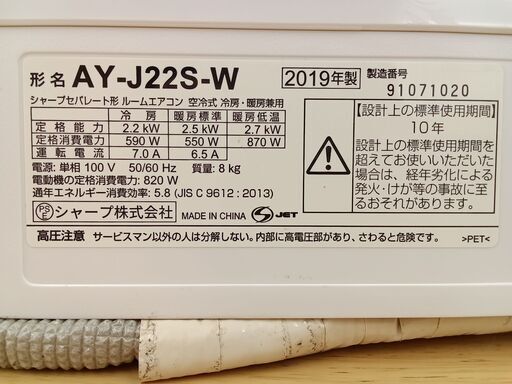 形名 AY-J22S-W 2019年製 製造番号 91071020
シャープセパレート形 ルームエアコン 空冷式 冷房・暖房兼用
冷房 暖房標準 暖房低温
定格能力 2.2 kW 2.5 kW 2.7 kW
定格消費電力 590 W 550 W 870 W
運転電流 7.0 A 6.5 A
電源: 単相 100 V 50/60 Hz 質量: 8 kg
電動機の定格消費電力: 820 W
通年エネルギー消費効率: 5.8 (JIS C 9612 : 2013)
PSE シャープ株式会社 MADE IN CHINA S JET
【設計上の標準使用期間】
10年
設計上の標準使用期間を
超えてお使いいただいた
場合は、経年劣化による
発火・けが等の事故に至
るおそれがあります。
高圧注意 サービスマン以外の人は分解しない。内部に高電圧部があり、さわると危険です。 >PET<